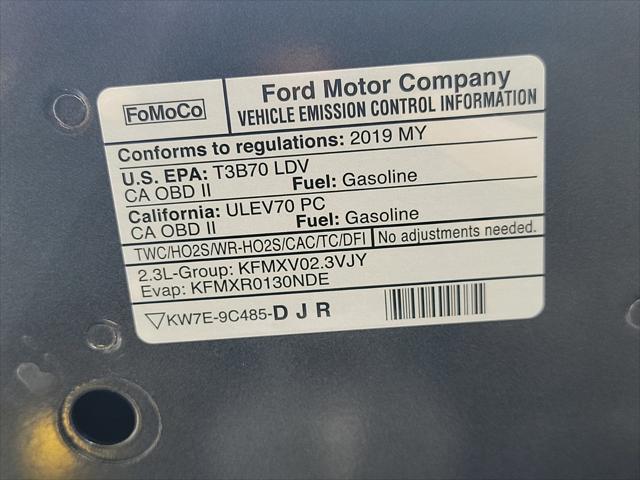 FoMoCo
Ford Motor Company
VEHICLE EMISSION CONTROL INFORMATION
Conforms to regulations: 2019 MY
U.S. EPA: T3B70 LDV
CA OBD II Fuel: Gasoline
California: ULEV70 PC
CA OBD II Fuel: Gasoline
TWC/HO2S/WR-HO2S/CAC/TC/DFI No adjustments needed.
2.3L-Group: KFMXV02.3VJY
Evap: KFMXR0130NDE
KW7E-9C485-DJR